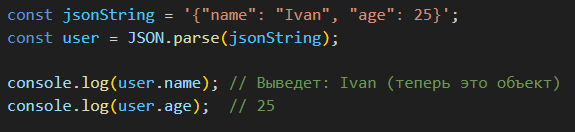 const jsonString = '{"name": "Ivan", "age": 25}';
const user = JSON.parse(jsonString);
console.log(user.name); // Выведет: Ivan (теперь это объект)
console.log(user.age);  // 25